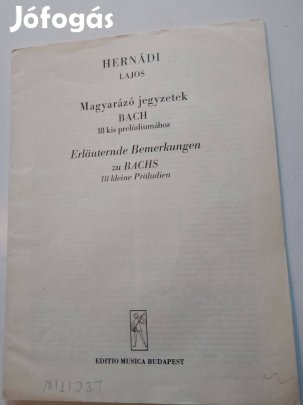 Jófogás
HERNÁDI
LAJOS
Magyarázó jegyzetek
BACH
18 kis prelúdiumához
Erläuternde Bemerkungen
zu BACHS
18 kleine Präludien
EDITIO MUSICA BUDAPEST